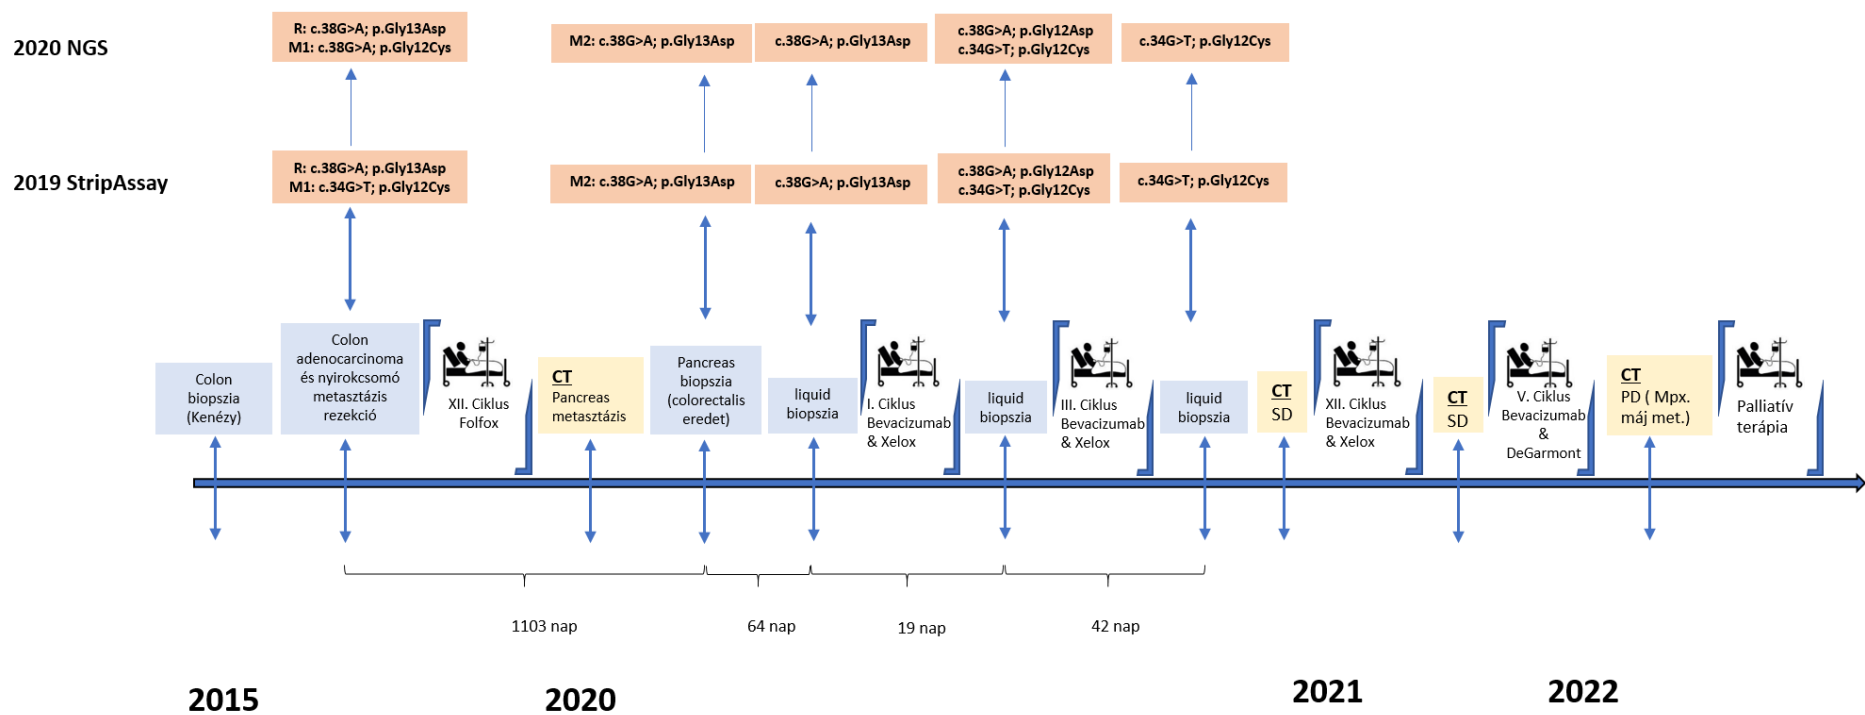 2020 NGS
R: c.38G>A; p.Gly13Asp
M1: c.38G>A; p.Gly12Cys
M2: c.38G>A; p.Gly13Asp
c.38G>A; p.Gly13Asp
c.38G>A; p.Gly12Asp
c.34G>T; p.Gly12Cys
c.34G>T; p.Gly12Cys
2019 StripAssay
R: c.38G>A; p.Gly13Asp
M1: c.34G>T; p.Gly12Cys
M2: c.38G>A; p.Gly13Asp
c.38G>A; p.Gly13Asp
c.38G>A; p.Gly12Asp
c.34G>T; p.Gly12Cys
c.34G>T; p.Gly12Cys
Colon
biopszia
(Kenézy)
Colon
adenocarcinoma
és nyirokcsomó
metasztázis
rezekció
XII. Ciklus
Folfox
CT
Pancreas
metasztázis
Pancreas
biopszia
(colorectalis
eredet)
liquid
biopszia
I. Ciklus
Bevacizumab
& Xelox
liquid
biopszia
III. Ciklus
Bevacizumab
& Xelox
liquid
biopszia
CT
SD
XII. Ciklus
Bevacizumab
& Xelox
CT
SD
V. Ciklus
Bevacizumab
&
DeGarmont
CT
PD ( Mpx.
máj met.)
Palliatív
terápia
1103 nap
64 nap
19 nap
42 nap
2015
2020
2021
2022